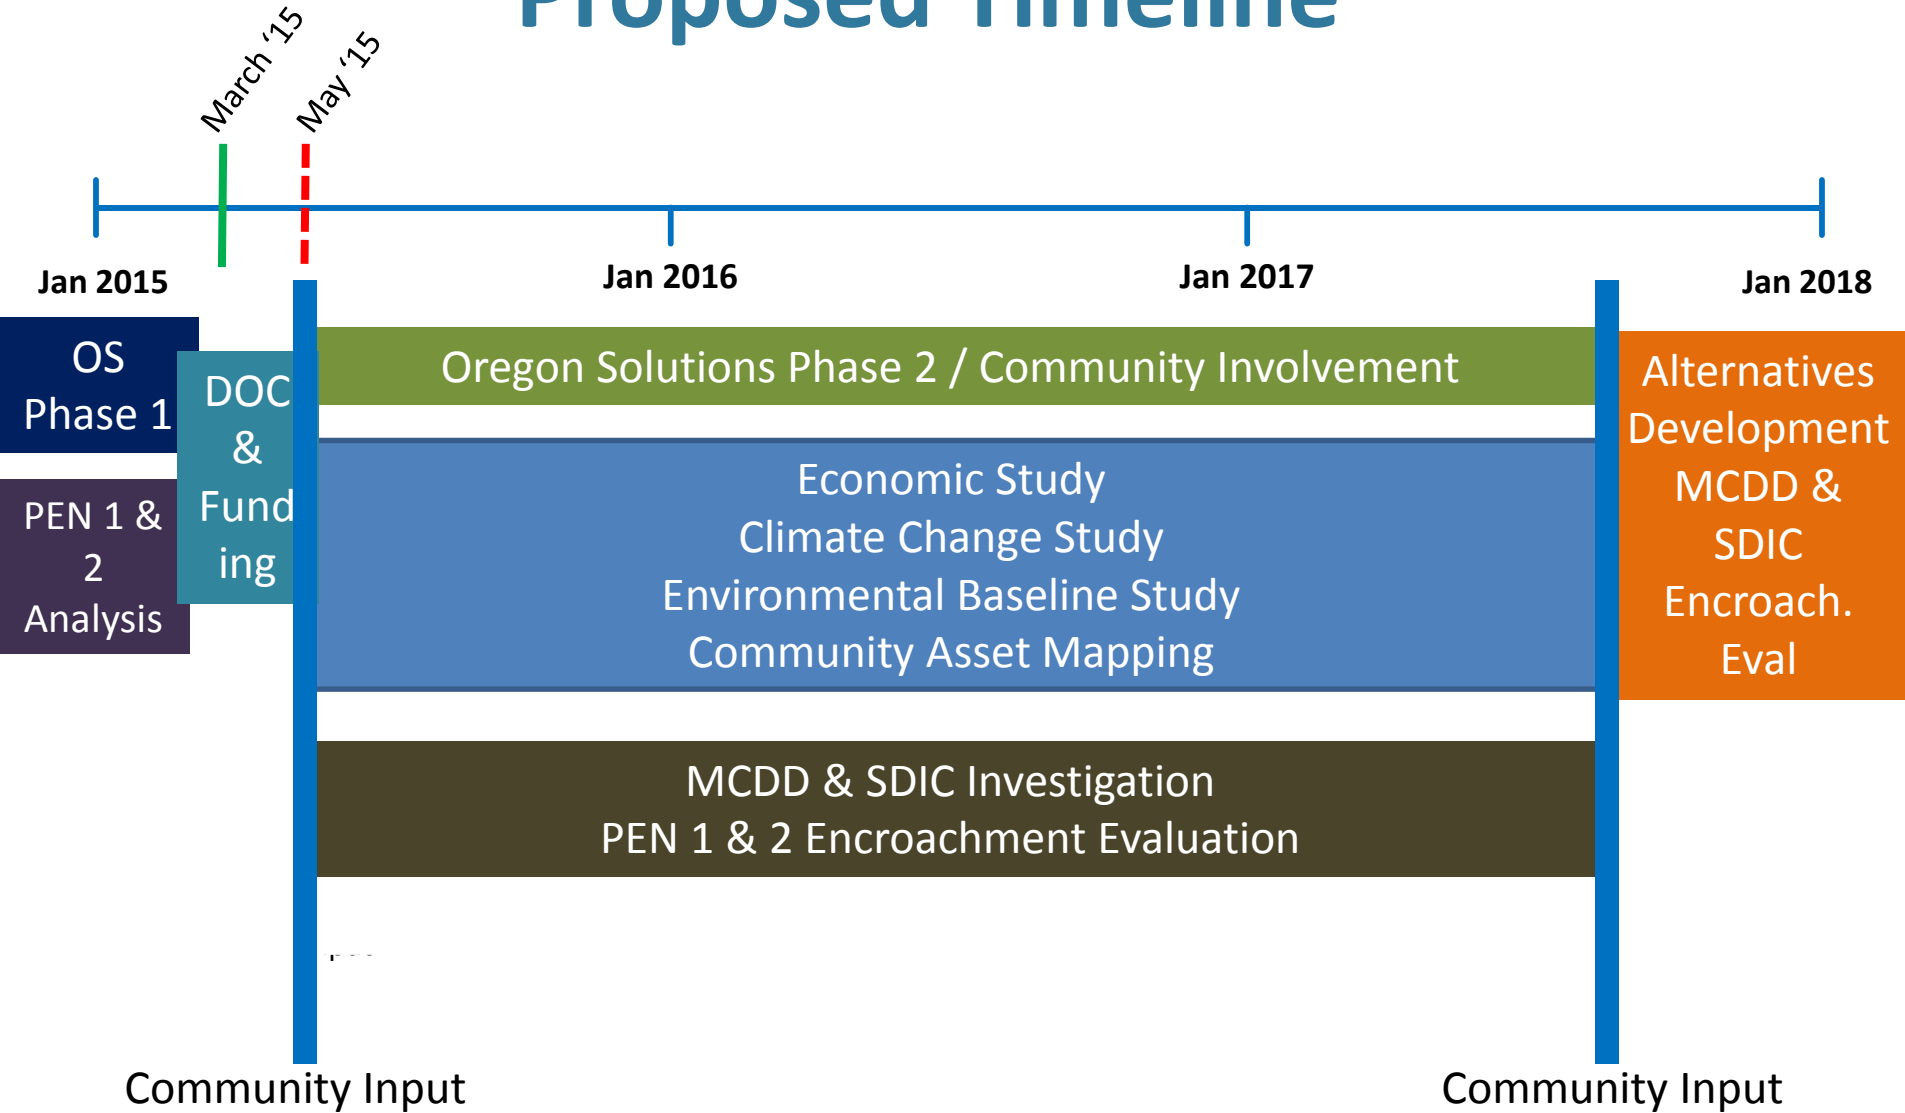 Proposed Timeline
March ‘15
May ‘15
Jan 2015
Jan 2016
Jan 2017
Jan 2018
OS
Phase 1
PEN 1 &
2
Analysis
DOC
&
Fund
ing
Oregon Solutions Phase 2 / Community Involvement
Economic Study
Climate Change Study
Environmental Baseline Study
Community Asset Mapping
MCDD & SDIC Investigation
PEN 1 & 2 Encroachment Evaluation
Alternatives
Development
MCDD &
SDIC
Encroach.
Eval
Community Input
Community Input